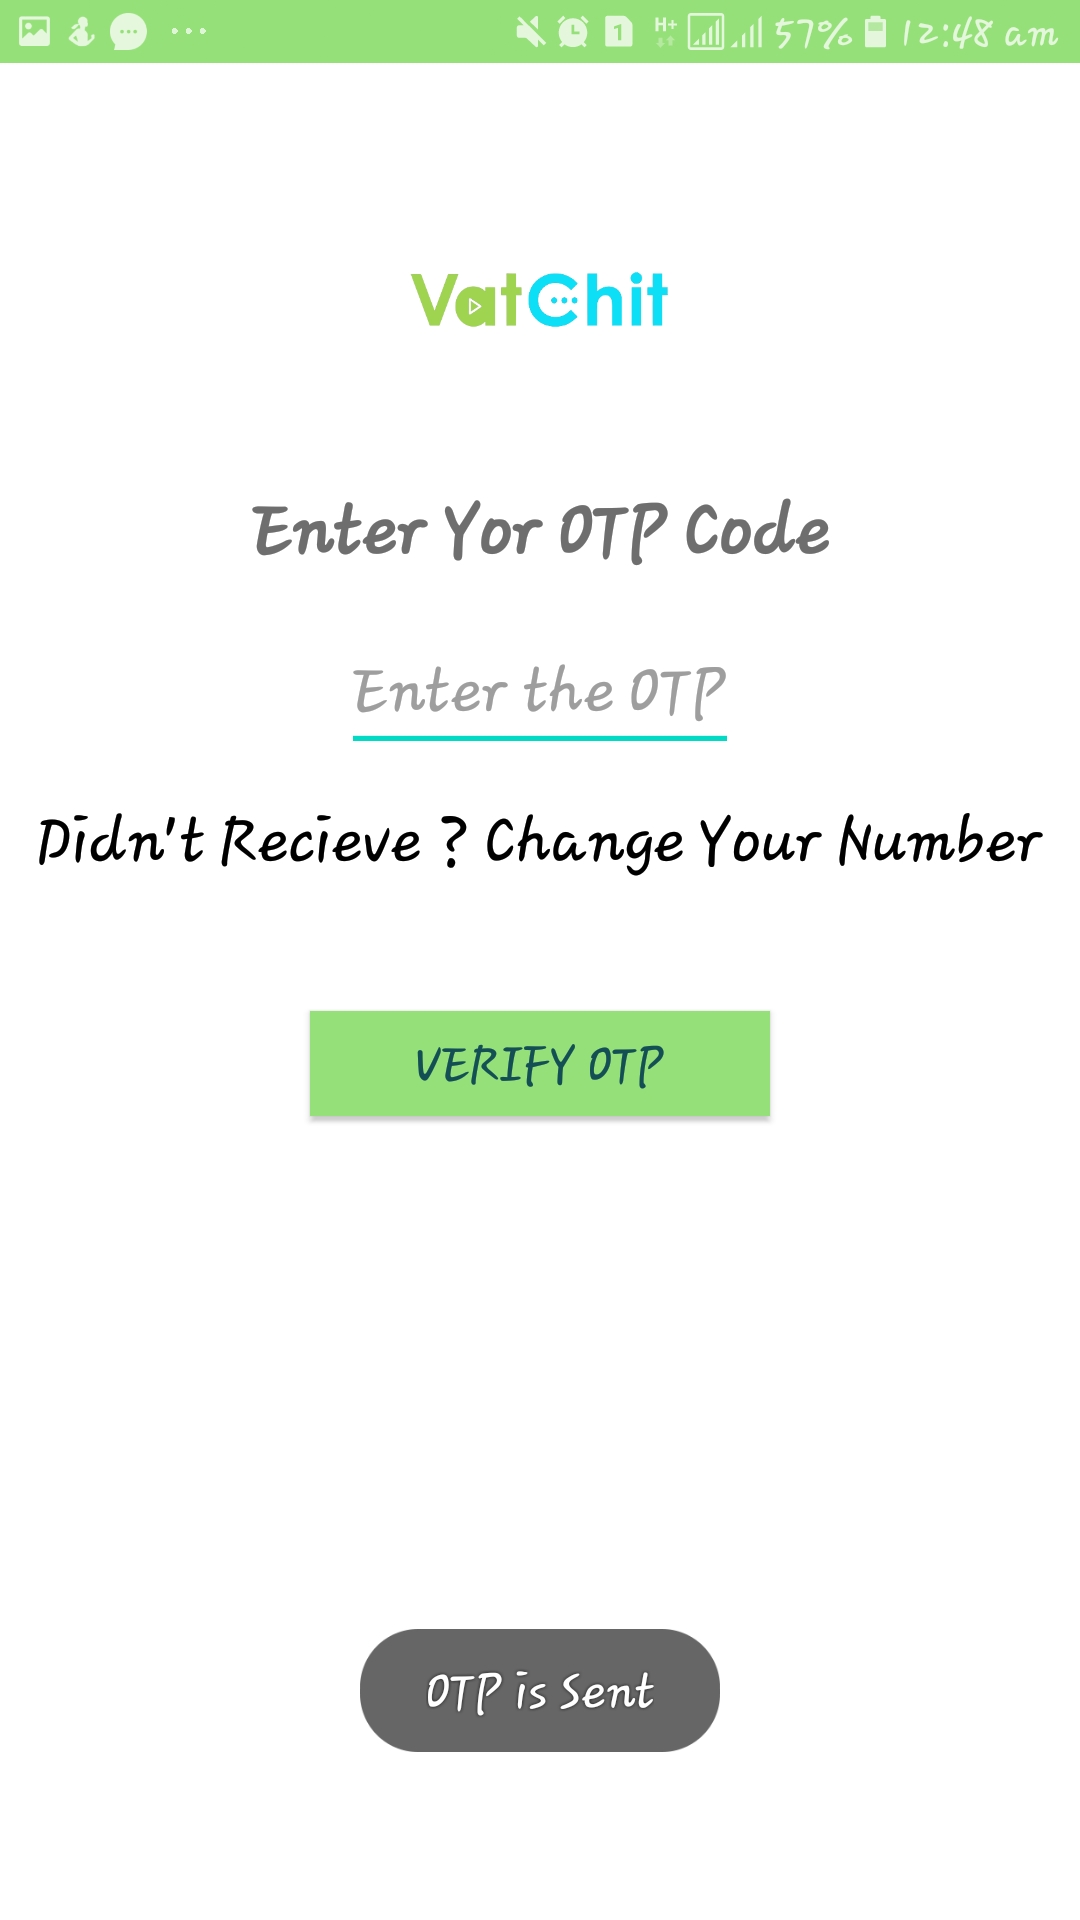 1 H+ 57% 12:48 am
VatChit
Enter Yor OTP Code
Enter the OTP
Didn't Recieve ? Change Your Number
VERIFY OTP
OTP is Sent